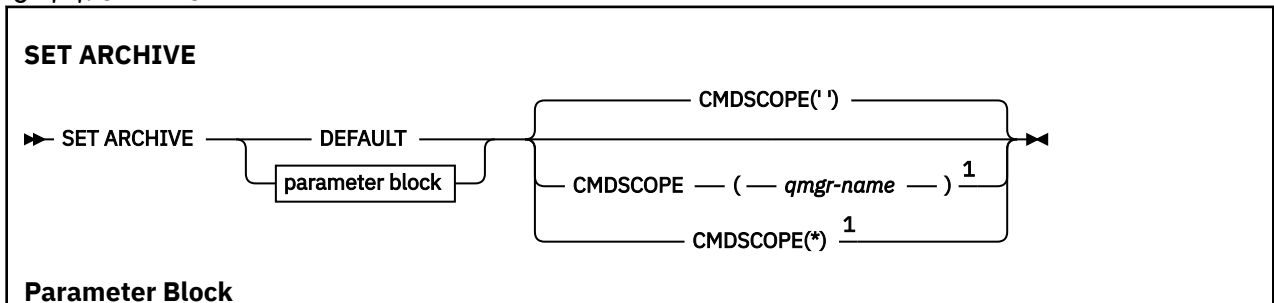 SET ARCHIVE
CMDSCOPE(' ')
SET ARCHIVE DEFAULT
parameter block
CMDSCOPE ( qmgr-name ) 1
CMDSCOPE(*) 1
Parameter Block